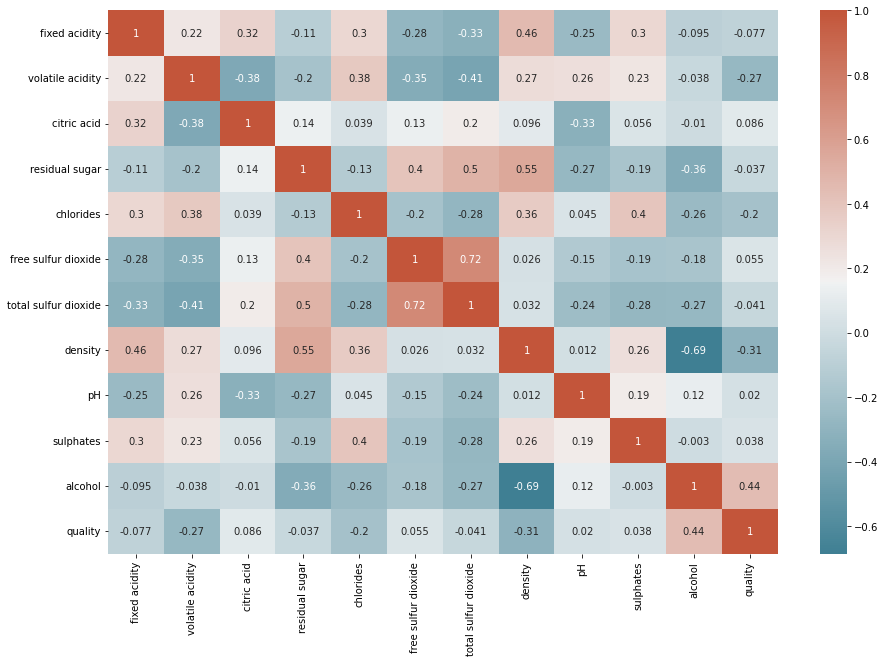 fixed acidity 1 0.22 0.32 -0.11 0.3 -0.28 -0.33 0.46 -0.25 0.3 -0.095 -0.077
volatile acidity 0.22 1 -0.38 -0.2 0.38 -0.35 -0.41 0.27 0.26 0.23 -0.038 -0.27
citric acid 0.32 -0.38 1 0.14 0.039 0.13 0.2 0.096 -0.33 0.056 -0.01 0.086
residual sugar -0.11 -0.2 0.14 1 -0.13 0.4 0.5 0.55 -0.27 -0.19 -0.36 -0.037
chlorides 0.3 0.38 0.039 -0.13 1 -0.2 -0.28 0.36 0.045 0.4 -0.26 -0.2
free sulfur dioxide -0.28 -0.35 0.13 0.4 -0.2 1 0.72 0.026 -0.15 -0.19 -0.18 0.055
total sulfur dioxide -0.33 -0.41 0.2 0.5 -0.28 0.72 1 0.032 -0.24 -0.28 -0.27 -0.041
density 0.46 0.27 0.096 0.55 0.36 0.026 0.032 1 0.012 0.26 -0.69 -0.31
pH -0.25 0.26 -0.33 -0.27 0.045 -0.15 -0.24 0.012 1 0.19 0.12 0.02
sulphates 0.3 0.23 0.056 -0.19 0.4 -0.19 -0.28 0.26 0.19 1 -0.003 0.038
alcohol -0.095 -0.038 -0.01 -0.36 -0.26 -0.18 -0.27 -0.69 0.12 -0.003 1 0.44
quality -0.077 -0.27 0.086 -0.037 -0.2 0.055 -0.041 -0.31 0.02 0.038 0.44 1
fixed acidity
volatile acidity
citric acid
residual sugar
chlorides
free sulfur dioxide
total sulfur dioxide
density
pH
sulphates
alcohol
quality
1.0
0.8
0.6
0.4
0.2
0.0
−0.2
−0.4
−0.6